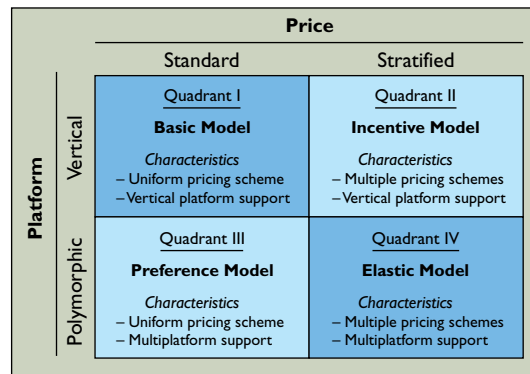 Price
Standard Stratified
Platform
Vertical
Quadrant I
Basic Model
Characteristics
– Uniform pricing scheme
– Vertical platform support
Quadrant II
Incentive Model
Characteristics
– Multiple pricing schemes
– Vertical platform support
Polymorphic
Quadrant III
Preference Model
Characteristics
– Uniform pricing scheme
– Multiplatform support
Quadrant IV
Elastic Model
Characteristics
– Multiple pricing schemes
– Multiplatform support